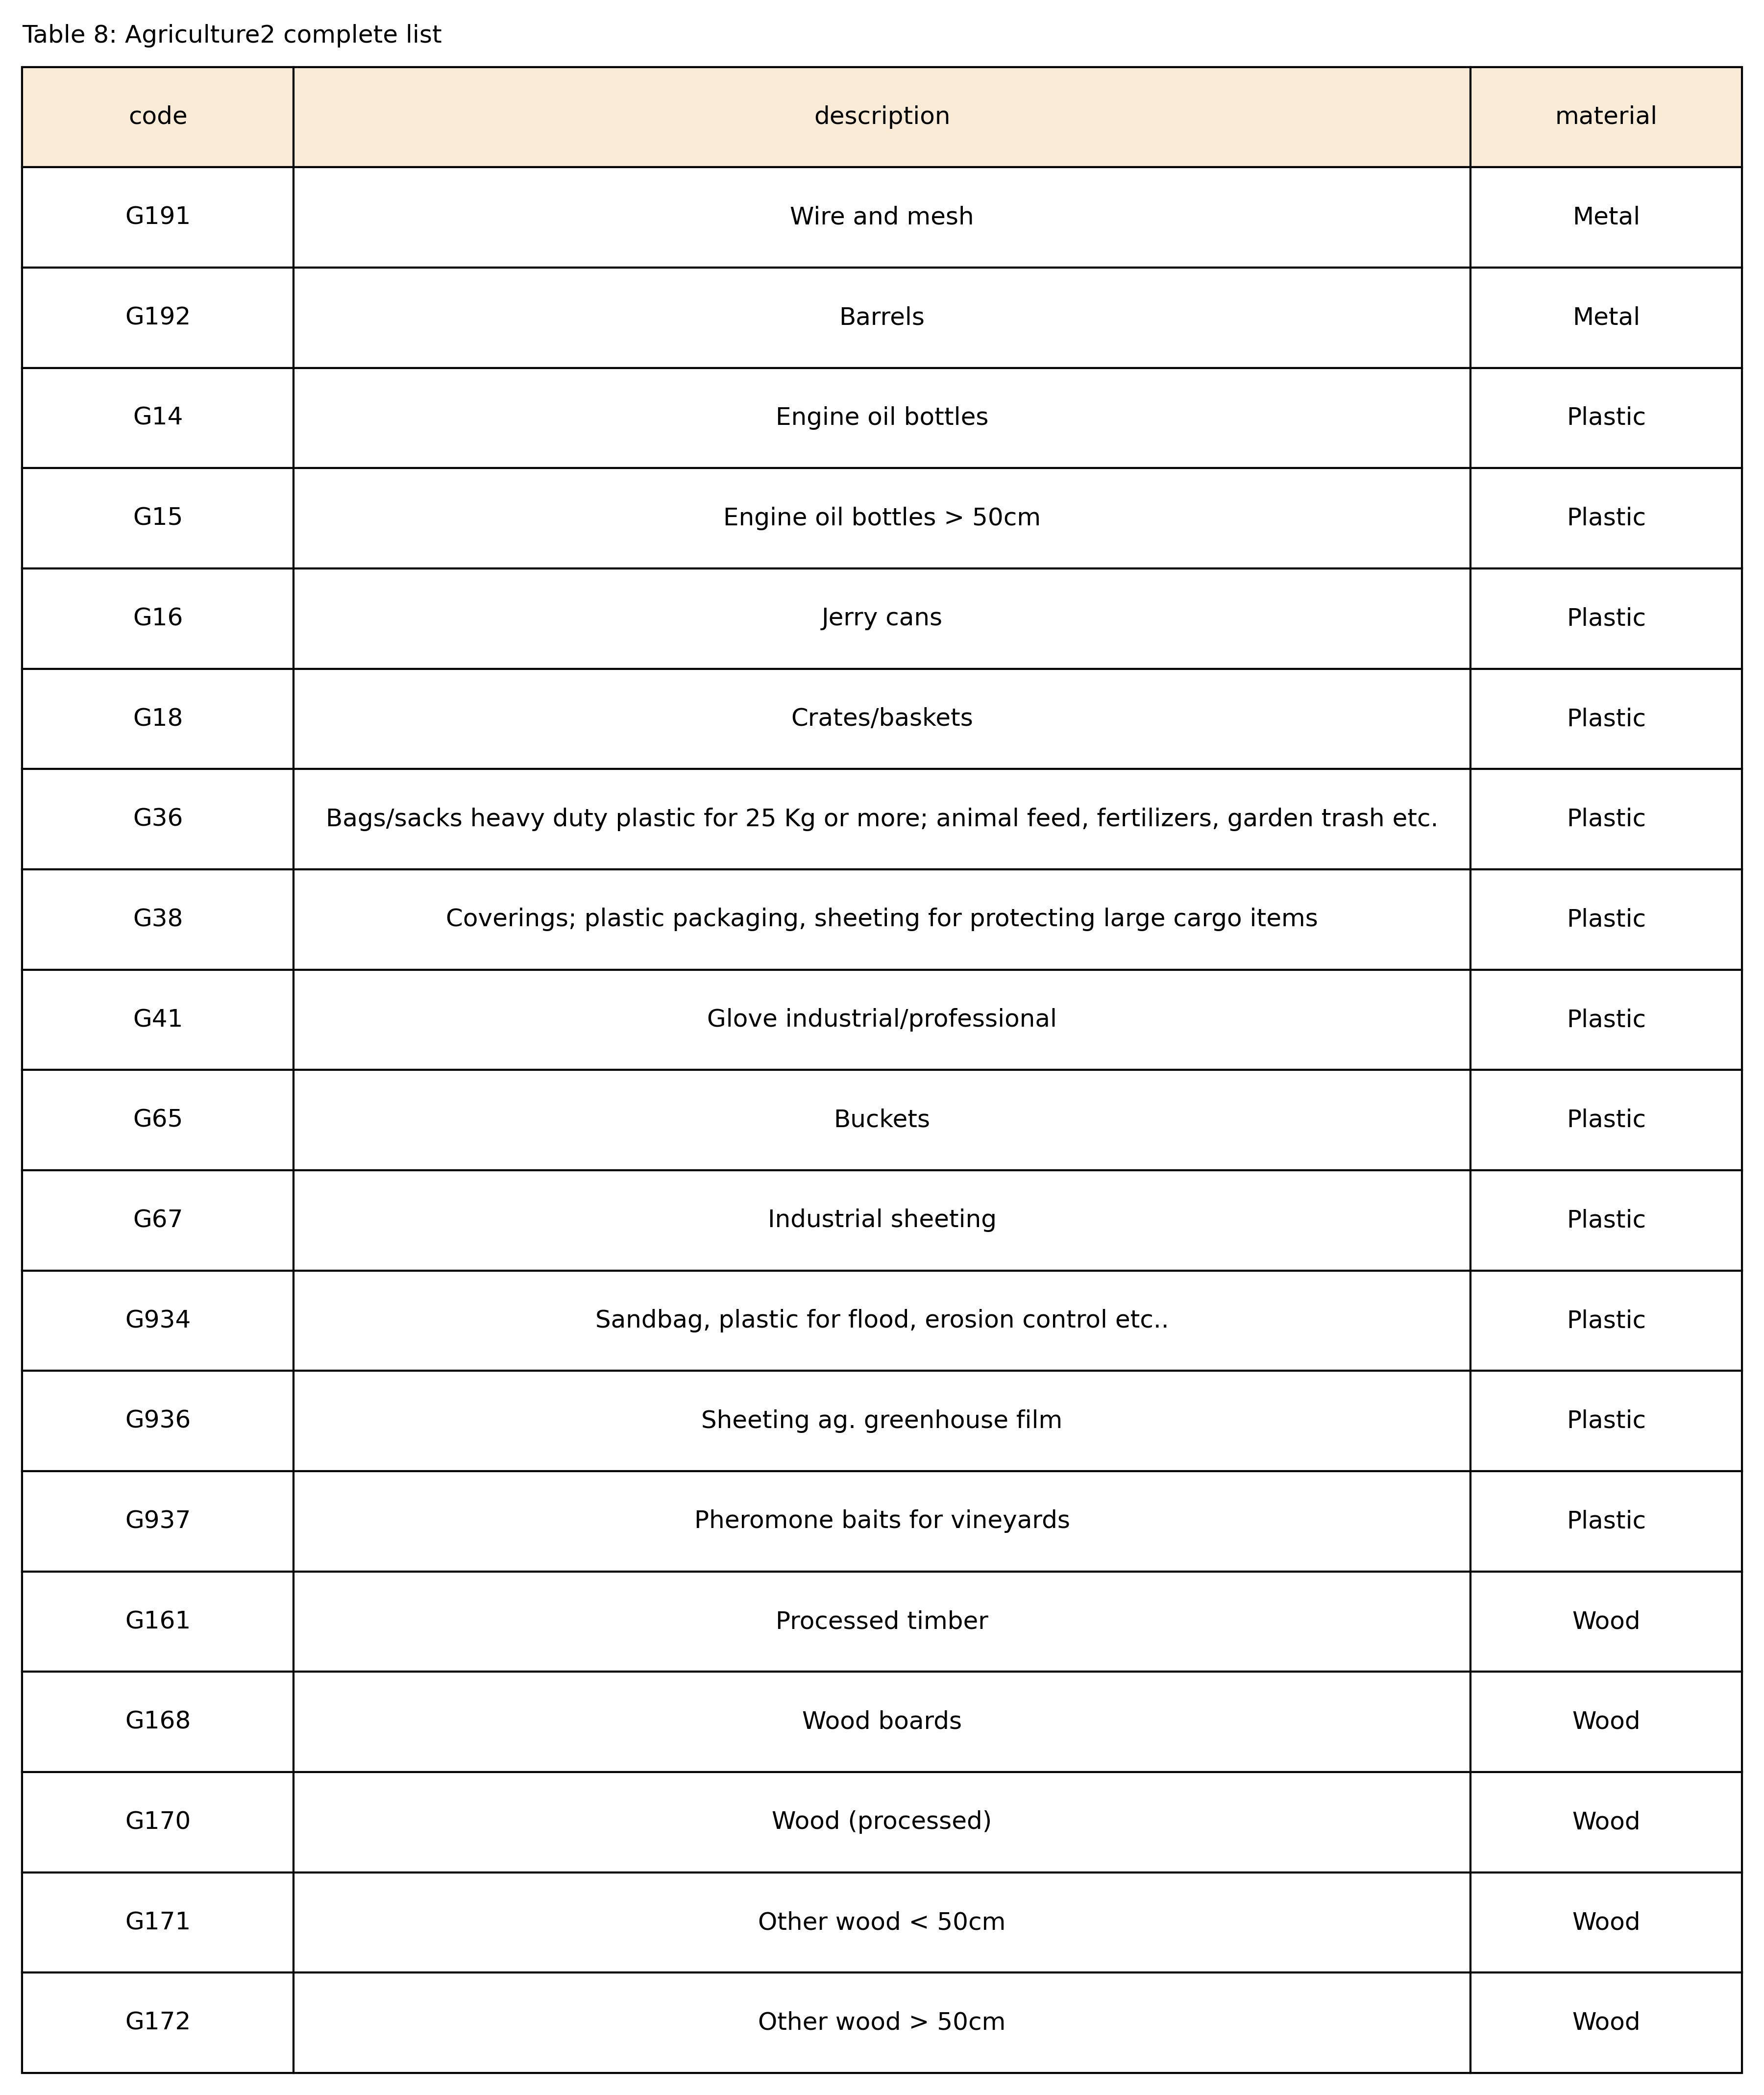 Table 8: Agriculture2 complete list
code description material
G191 Wire and mesh Metal
G192 Barrels Metal
G14 Engine oil bottles Plastic
G15 Engine oil bottles > 50cm Plastic
G16 Jerry cans Plastic
G18 Crates/baskets Plastic
G36 Bags/sacks heavy duty plastic for 25 Kg or more; animal feed, fertilizers, garden trash etc. Plastic
G38 Coverings; plastic packaging, sheeting for protecting large cargo items Plastic
G41 Glove industrial/professional Plastic
G65 Buckets Plastic
G67 Industrial sheeting Plastic
G934 Sandbag, plastic for flood, erosion control etc.. Plastic
G936 Sheeting ag. greenhouse film Plastic
G937 Pheromone baits for vineyards Plastic
G161 Processed timber Wood
G168 Wood boards Wood
G170 Wood (processed) Wood
G171 Other wood < 50cm Wood
G172 Other wood > 50cm Wood